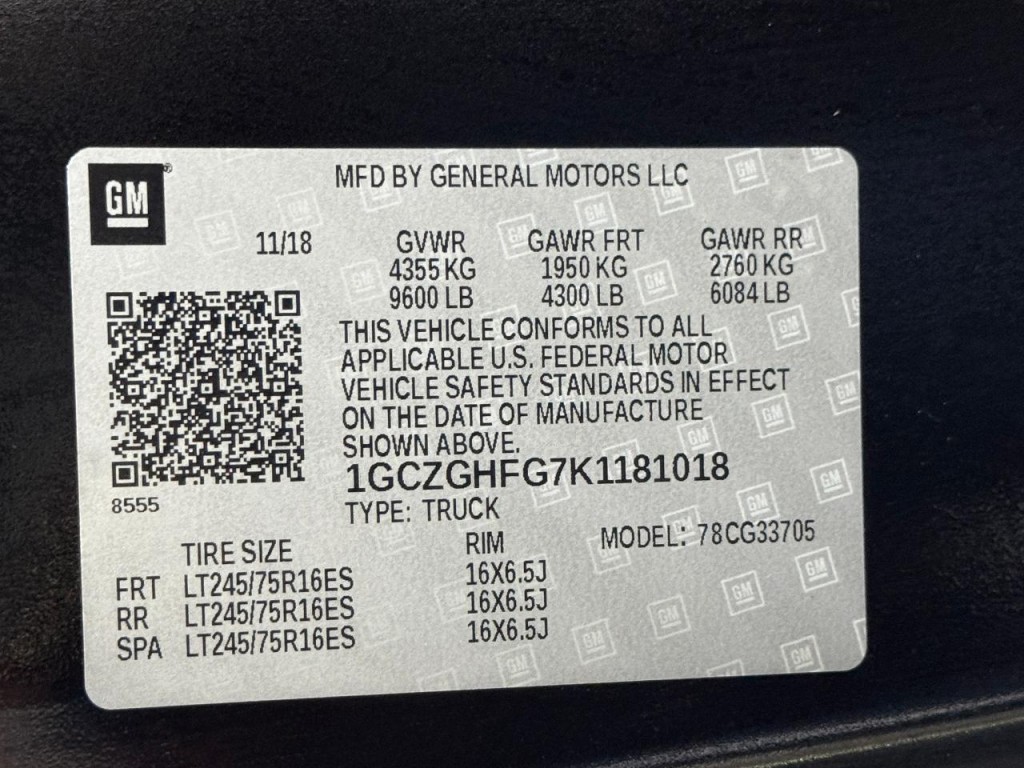 GM
MFD BY GENERAL MOTORS LLC
11/18 GVWR GAWR FRT GAWR RR
4355 KG 1950 KG 2760 KG
9600 LB 4300 LB 6084 LB
THIS VEHICLE CONFORMS TO ALL
APPLICABLE U.S. FEDERAL MOTOR
VEHICLE SAFETY STANDARDS IN EFFECT
ON THE DATE OF MANUFACTURE
SHOWN ABOVE.
1GCZGHFG7K1181018
8555
TYPE: TRUCK
TIRE SIZE RIM MODEL: 78CG33705
FRT LT245/75R16ES 16X6.5J
RR LT245/75R16ES 16X6.5J
SPA LT245/75R16ES 16X6.5J